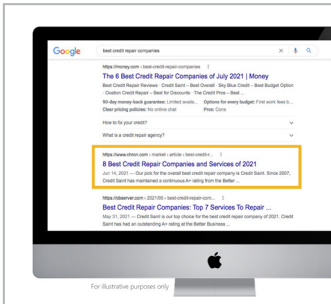 Google
best credit repair companies
https://money.com › best-credit-repair-companies
The 6 Best Credit Repair Companies of July 2021 | Money
Best Credit Repair Reviews · Credit Saint – Best Overall · Sky Blue Credit – Best Budget Option
· Ovation Credit Repair – Best for Discounts · The Credit Pros – Best ...
90-day money-back guarantee: Limited availa... Options for every budget: First work fees b...
Clear pricing policies: No online chat Pros: Cons
How to fix your credit?
What is a credit repair agency?
https://www.chron.com › market › article › best-credit-r...
8 Best Credit Repair Companies and Services of 2021
Jun 14, 2021 — Our pick for the overall best credit repair company is Credit Saint. Since 2007,
Credit Saint has maintained a continuous A+ rating from the Better ...
https://observer.com › 2021/05 › best-credit-repair-com...
Best Credit Repair Companies: Top 7 Services To Repair ...
May 31, 2021 — Credit Saint is our top choice for the best credit repair company of 2021. Credit
Saint has had an outstanding A+ rating at the Better Business ...
For illustrative purposes only